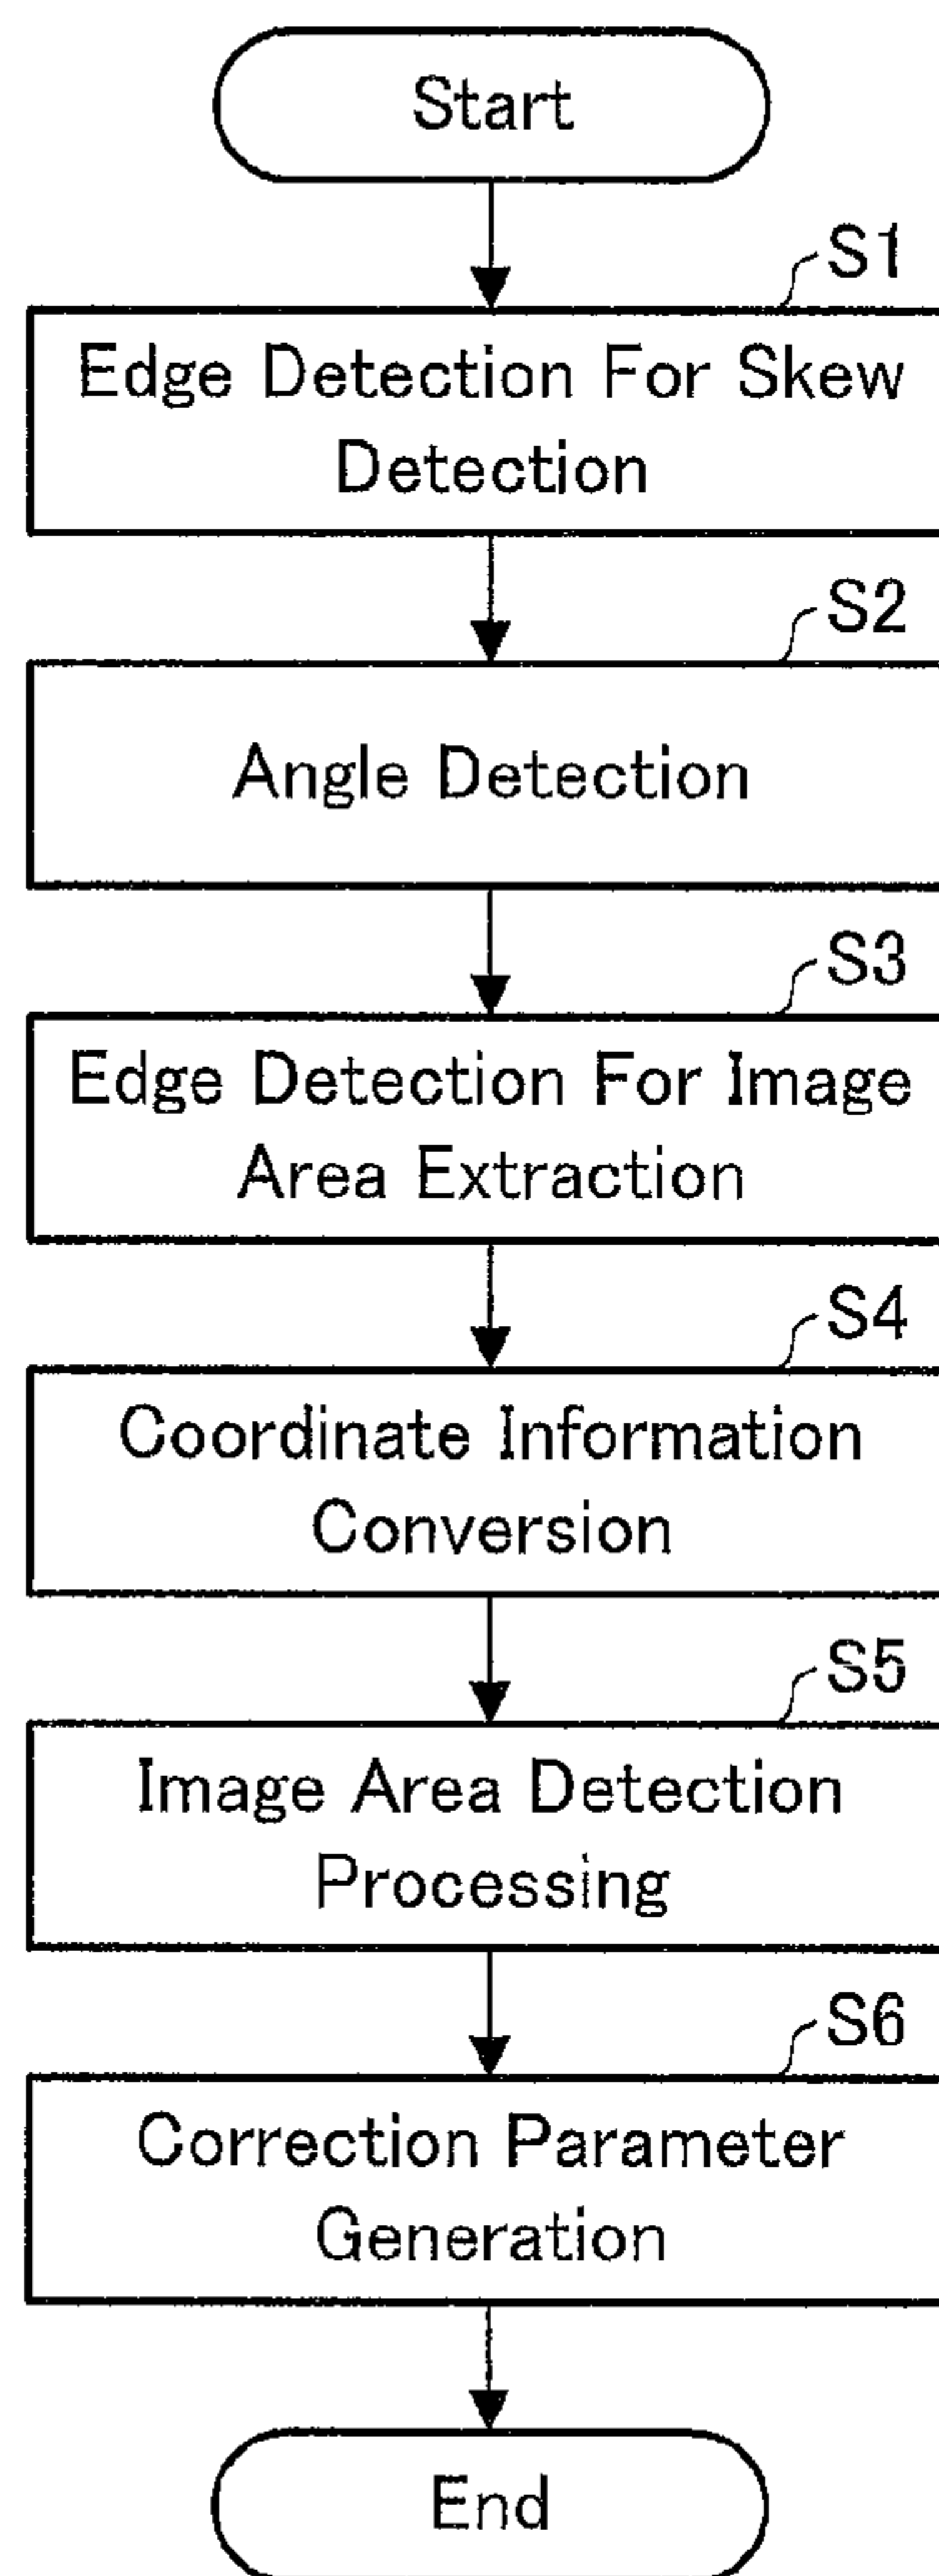 Start
S1
Edge Detection For Skew
Detection
S2
Angle Detection
S3
Edge Detection For Image
Area Extraction
S4
Coordinate Information
Conversion
S5
Image Area Detection
Processing
S6
Correction Parameter
Generation
End